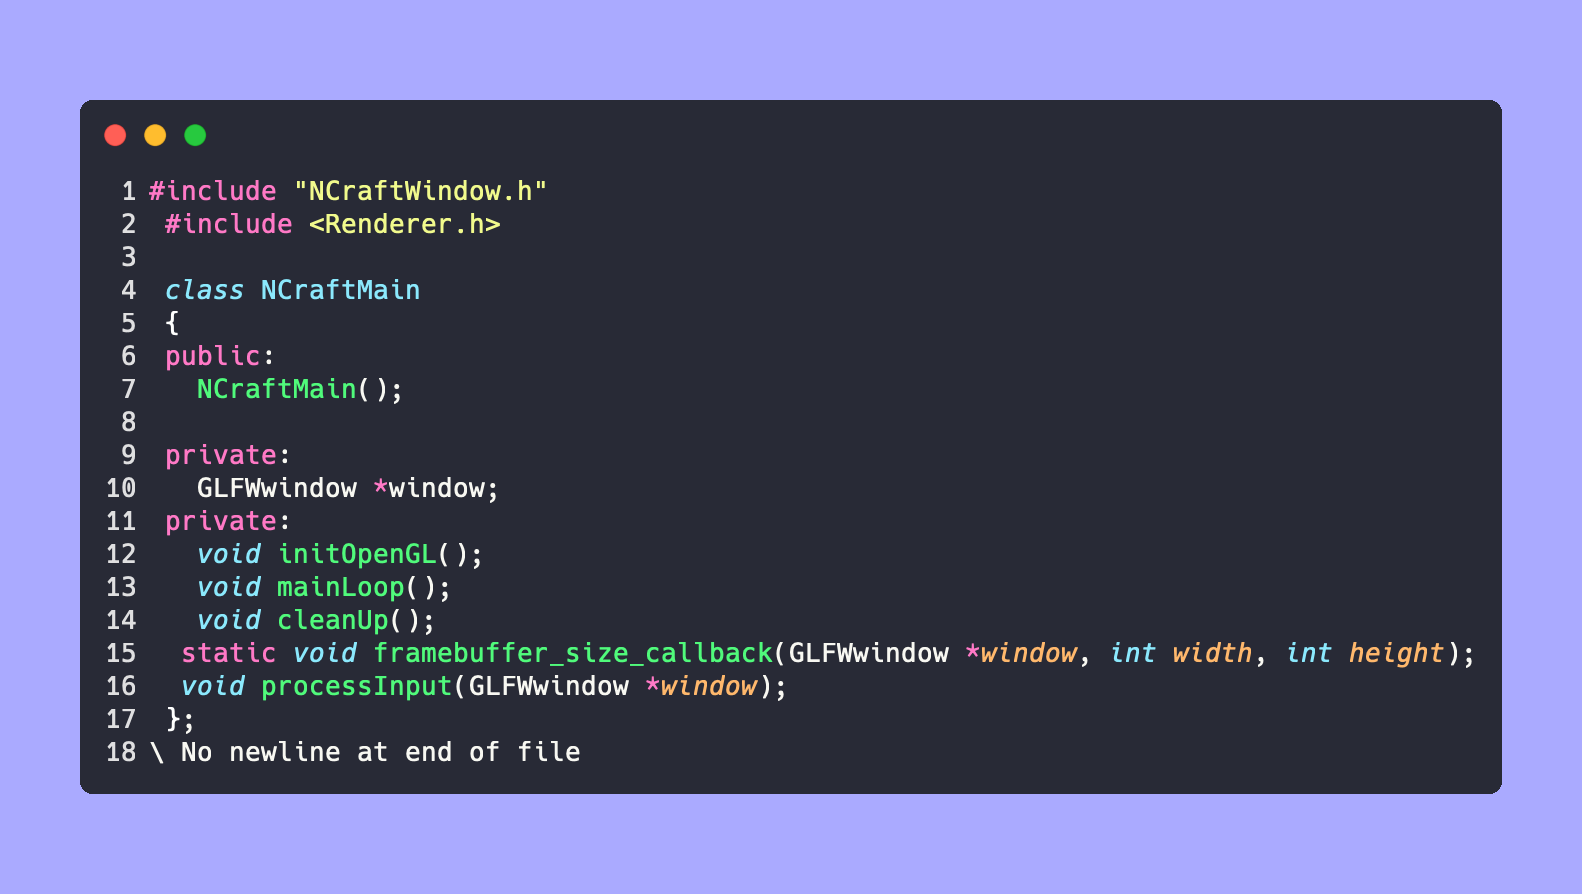 1 #include "NCraftWindow.h"
2  #include <Renderer.h>
3
4  class NCraftMain
5  {
6  public:
7    NCraftMain();
8
9  private:
10    GLFWwindow *window;
11  private:
12    void initOpenGL();
13    void mainLoop();
14    void cleanUp();
15   static void framebuffer_size_callback(GLFWwindow *window, int width, int height);
16   void processInput(GLFWwindow *window);
17  };
18 \ No newline at end of file